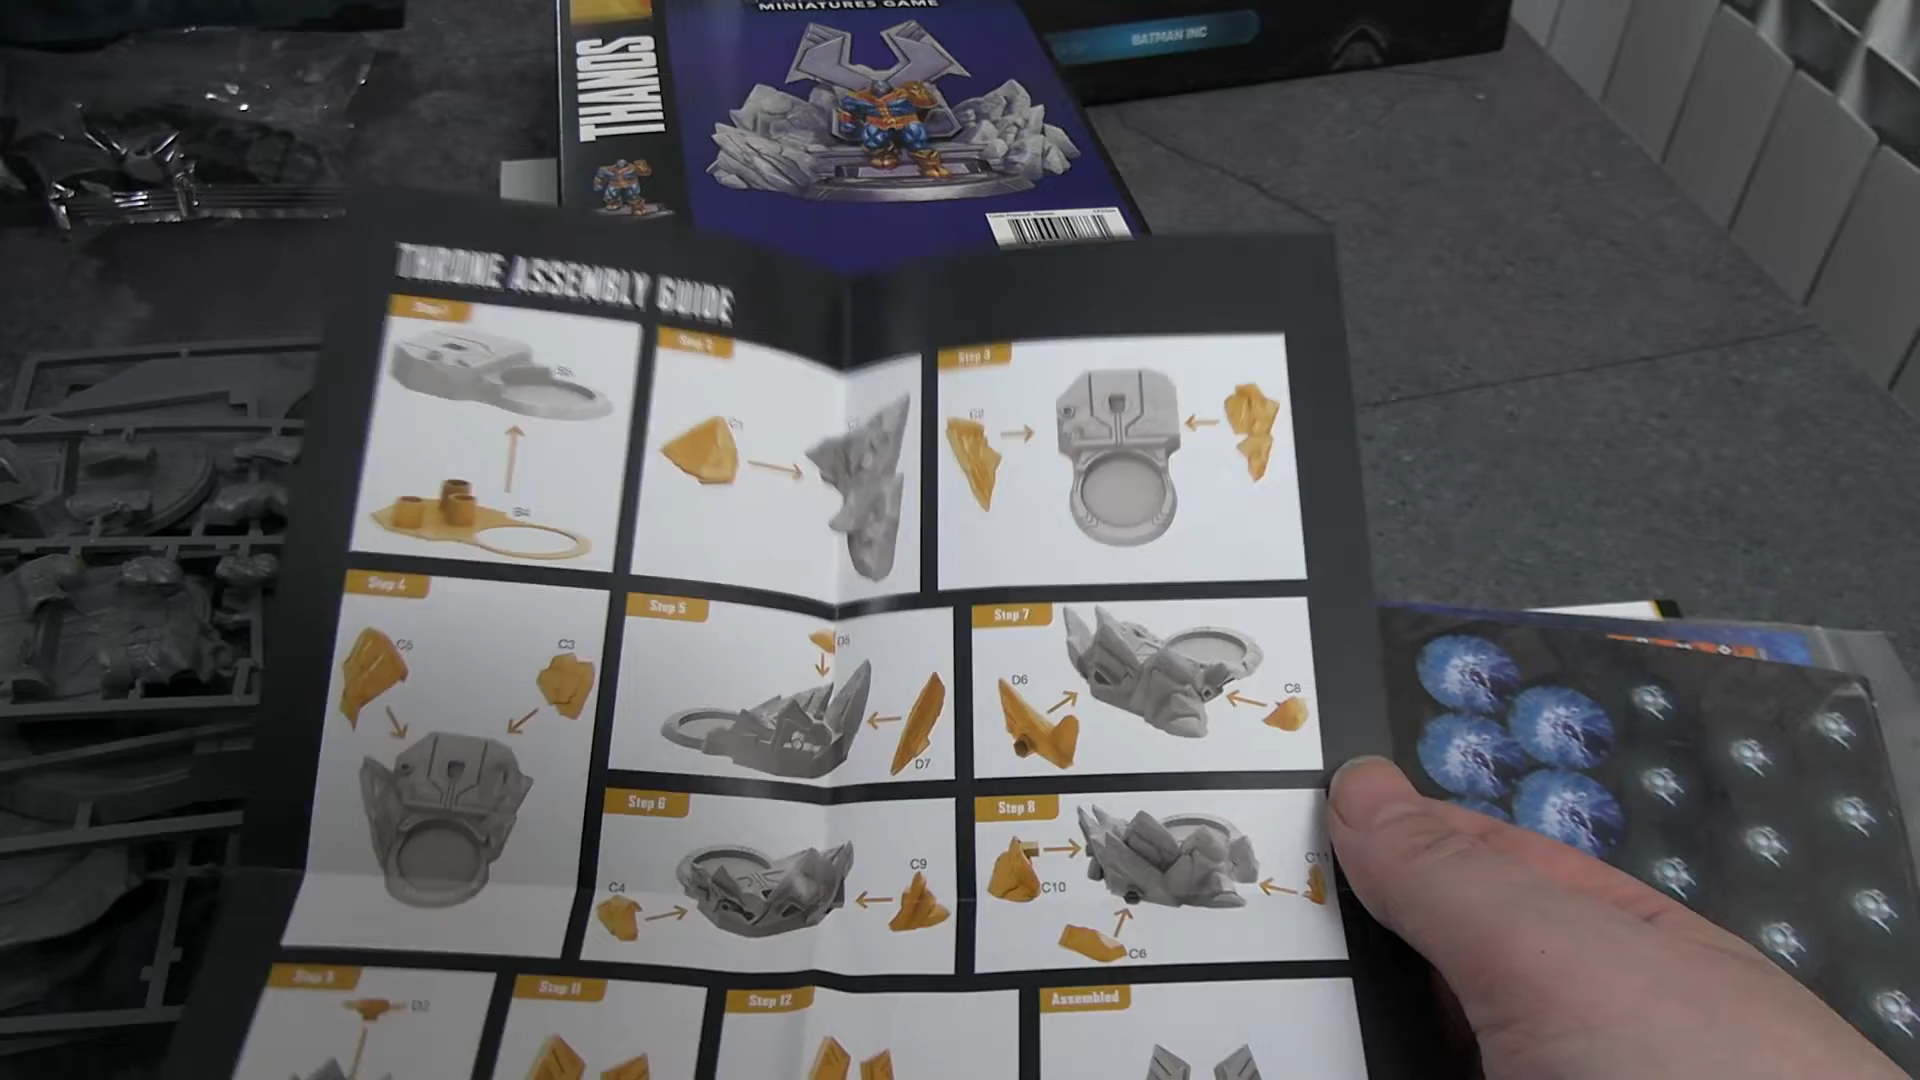 MINIATURES GAME
THANOS
BATMAN INC
THRONE ASSEMBLY GUIDE
Step 1
Step 2
Step 3
Step 4
C5
C3
Step 5
D5
D7
Step 7
D6
C8
Step 6
C4
C9
Step 8
C10
C11
C6
Step 11
Step 12
Assembled